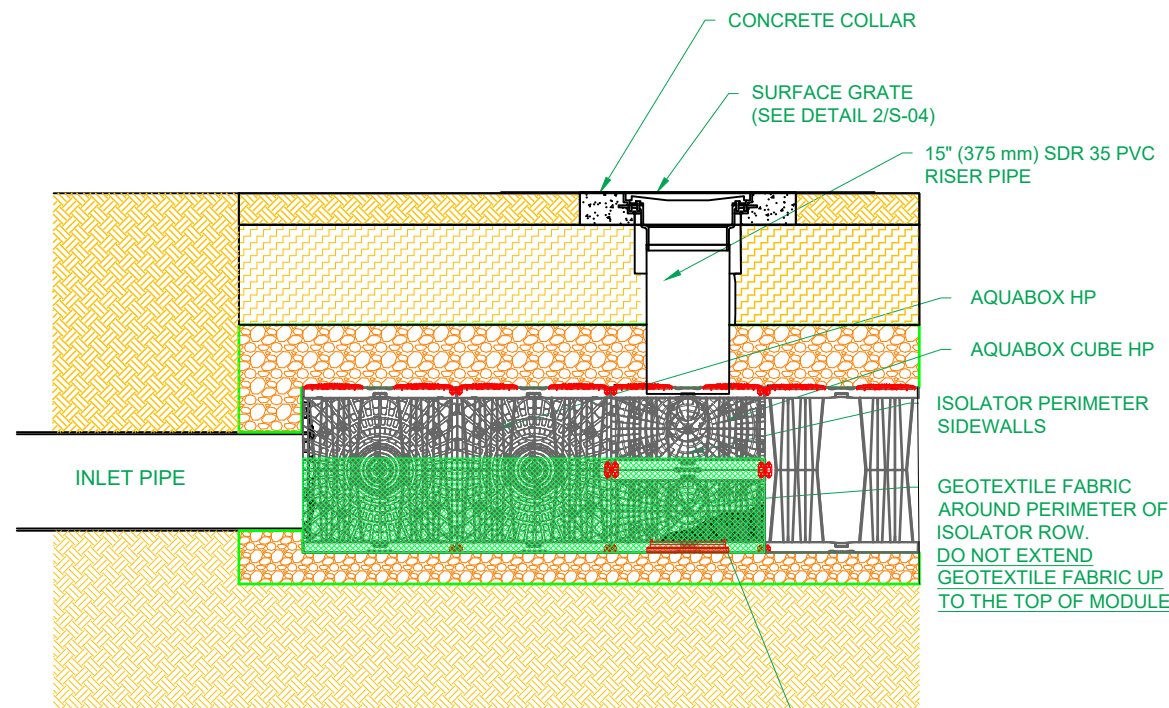 CONCRETE COLLAR
SURFACE GRATE
(SEE DETAIL 2/S-04)
15" (375 mm) SDR 35 PVC
RISER PIPE
AQUABOX HP
AQUABOX CUBE HP
ISOLATOR PERIMETER
SIDEWALLS
INLET PIPE
GEOTEXTILE FABRIC
AROUND PERIMETER OF
ISOLATOR ROW.
DO NOT EXTEND
GEOTEXTILE FABRIC UP
TO THE TOP OF MODULE